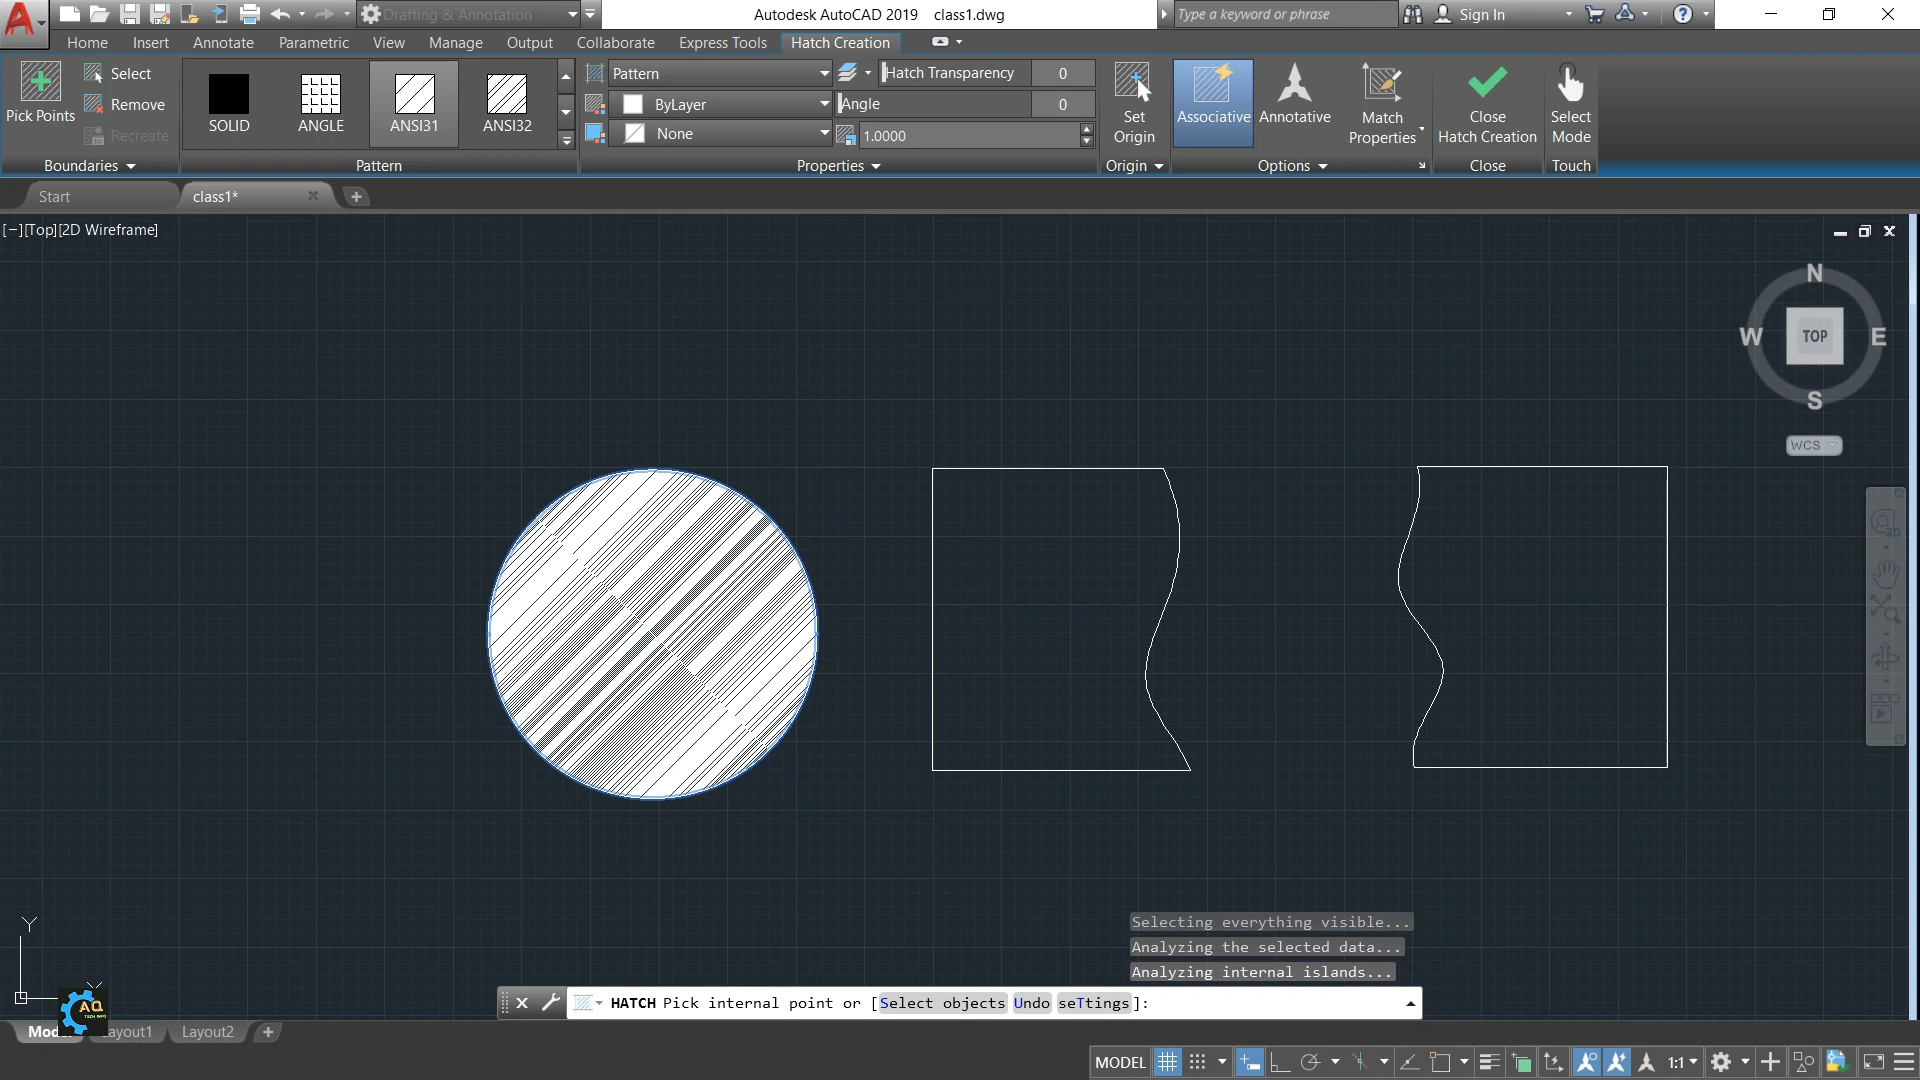 Drafting & Annotation
Autodesk AutoCAD 2019 class1.dwg
Type a keyword or phrase
Sign In
Home Insert Annotate Parametric View Manage Output Collaborate Express Tools Hatch Creation
Pick Points
Select
Remove
Recreate
Boundaries
SOLID
ANGLE
ANSI31
ANSI32
Pattern
Pattern
ByLayer
None
Hatch Transparency 0
Angle 0
1.0000
Properties
Set
Origin
Origin
Associative
Annotative
Match
Properties
Options
Close
Hatch Creation
Close
Select
Mode
Touch
Start
class1*
[−][Top][2D Wireframe]
N
W
TOP
E
S
WCS
2D
Y
Selecting everything visible...
Analyzing the selected data...
Analyzing internal islands...
HATCH Pick internal point or [Select objects Undo seTtings]:
AQ
TECH INFO
Layout2
MODEL
1:1